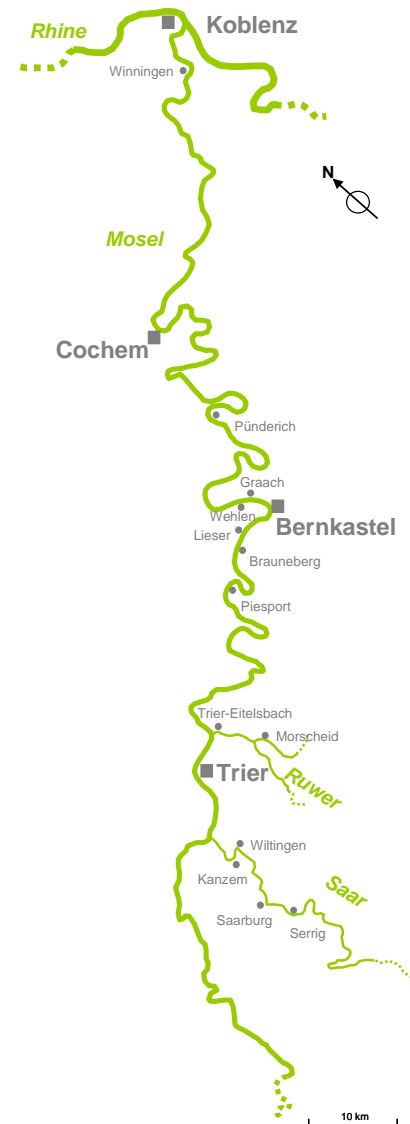 Koblenz
Rhine
Winningen
N
Mosel
Cochem
Pünderich
Graach
Wehlen
Bernkastel
Lieser
Brauneberg
Piesport
Trier-Eitelsbach
Morscheid
Trier
Ruwer
Wiltingen
Kanzem
Saar
Saarburg
Serrig
10 km